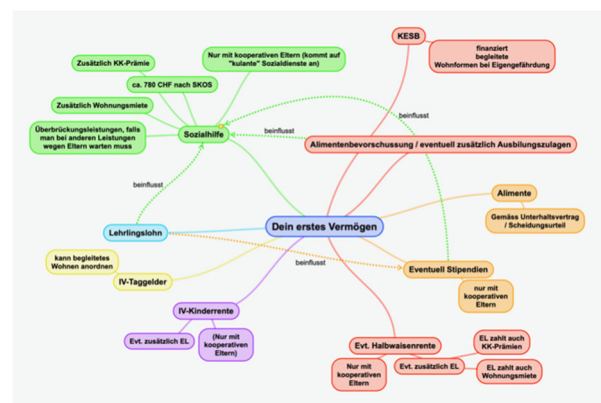 KESB
finanziert
begleitete
Wohnformen bei Eigengefährdung
Nur mit kooperativen Eltern (kommt auf
"kulante" Sozialdienste an)
Zusätzlich KK-Prämie
ca. 780 CHF nach SKOS
Zusätzlich Wohnungsmiete
Überbrückungsleistungen, falls
man bei anderen Leistungen
wegen Eltern warten muss
Sozialhilfe
beinflusst
Alimentenbevorschussung / eventuell zusätzlich Ausbilungszulagen
beinflusst
beinflusst
Alimente
Gemäss Unterhaltsvertrag
/ Scheidungsurteil
Dein erstes Vermögen
Lehrlingslohn
kann begleitetes
Wohnen anordnen
IV-Taggelder
beinflusst
Eventuell Stipendien
nur mit
kooperativen
Eltern
IV-Kinderrente
Evt. zusätzlich EL
(Nur mit
kooperativen
Eltern)
Evt. Halbwaisenrente
Nur mit
kooperativen
Eltern
Evt. zusätzlich EL
EL zahlt auch
KK-Prämien
EL zahlt auch
Wohnungsmiete